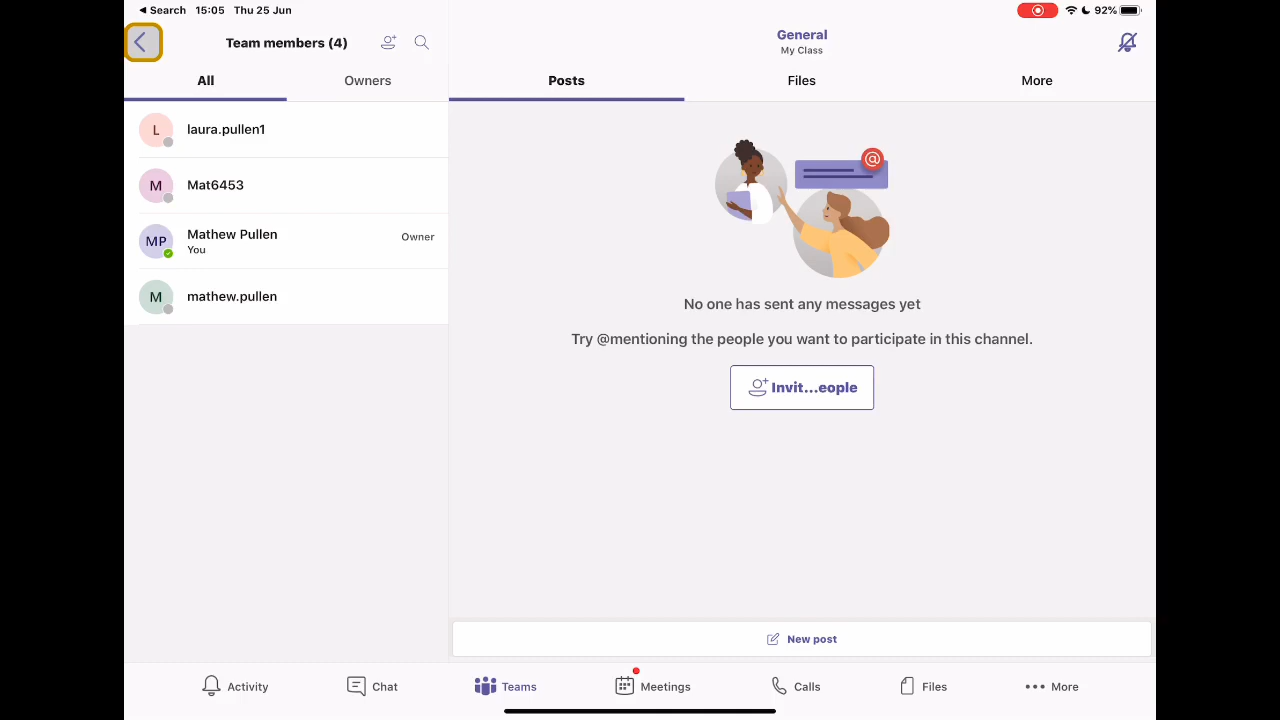 Search 15:05 Thu 25 Jun 92%
Team members (4)
All Owners
L laura.pullen1
M Mat6453
MP Mathew Pullen Owner
You
M mathew.pullen
General
My Class
Posts Files More
@
No one has sent any messages yet
Try @mentioning the people you want to participate in this channel.
Invit...eople
New post
Activity Chat Teams Meetings Calls Files More